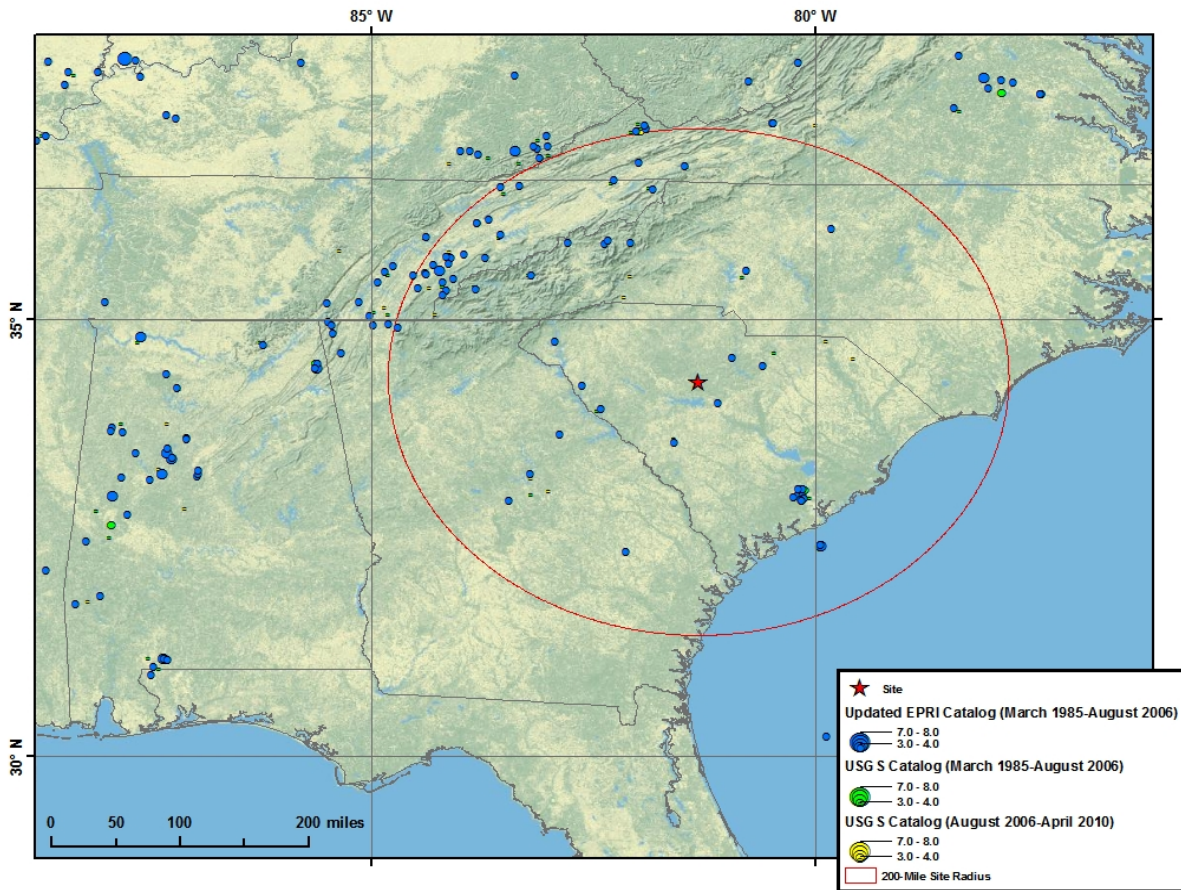 85° W
80° W
35° N
30° N
0 50 100 200 miles
Site
Updated EPRI Catalog (March 1985-August 2006)
7.0 - 8.0
3.0 - 4.0
USGS Catalog (March 1985-August 2006)
7.0 - 8.0
3.0 - 4.0
USGS Catalog (August 2006-April 2010)
7.0 - 8.0
3.0 - 4.0
200-Mile Site Radius